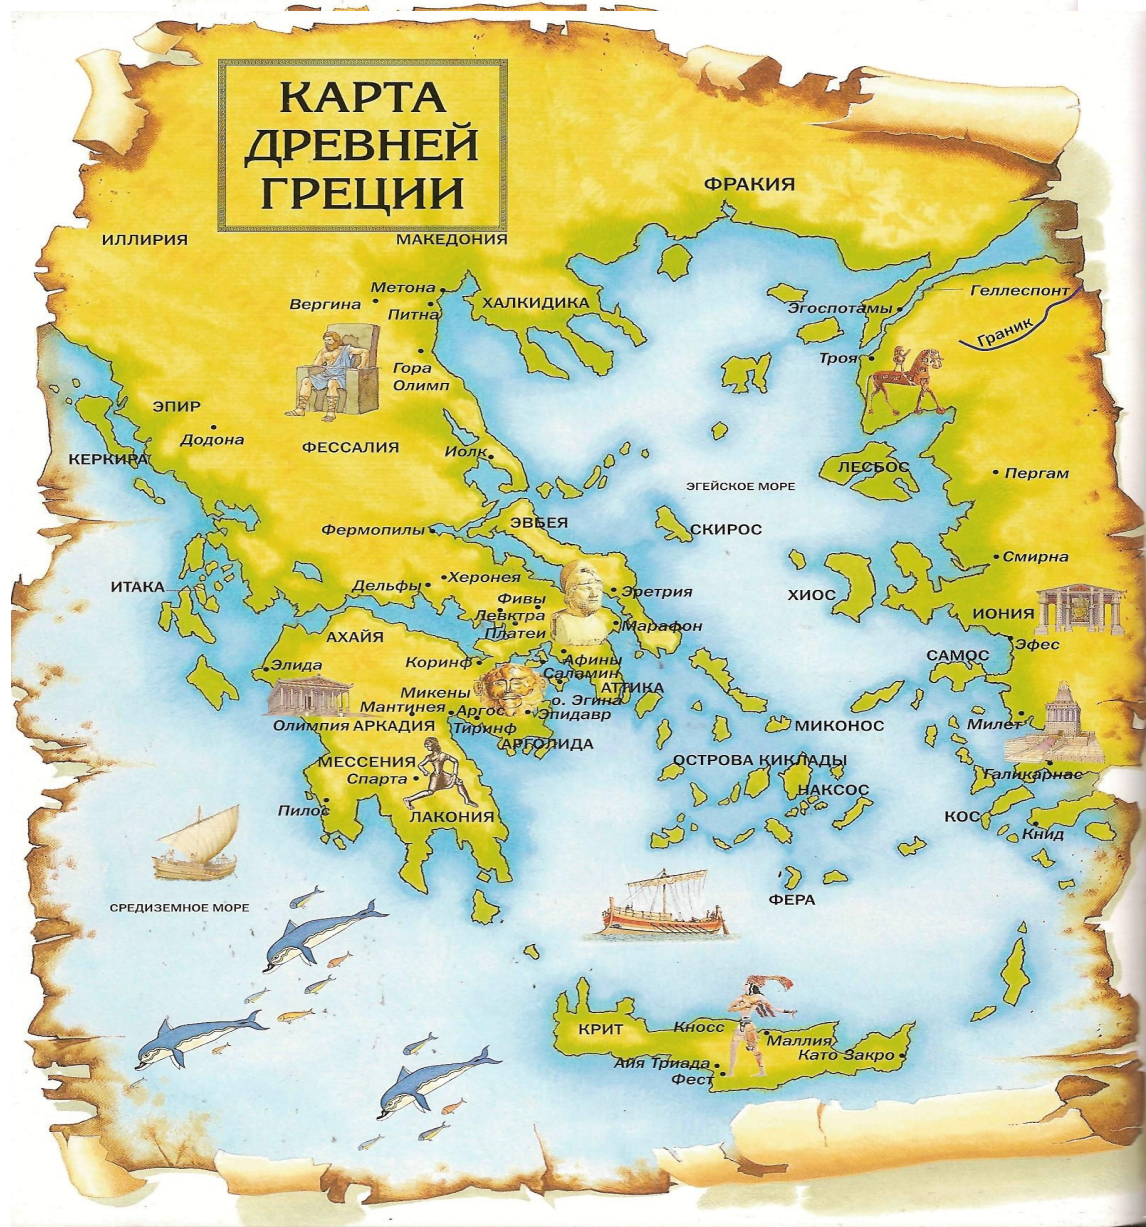 КАРТА
ДРЕВНЕЙ
ГРЕЦИИ
ФРАКИЯ
ИЛЛИРИЯ
МАКЕДОНИЯ
Метона
Вергина
Питна
ХАЛКИДИКА
Геллеспонт
Эгоспотамы
Граник
Троя
Гора
Олимп
ЭПИР
Додона
ФЕССАЛИЯ
Иолк
КЕРКИРА
ЛЕСБОС
Пергам
ЭГЕЙСКОЕ МОРЕ
Фермопилы
ЭВБЕЯ
СКИРОС
Смирна
ИТАКА
Дельфы
Херонея
Фивы
Эретрия
ХИОС
Левктра
Платеи
Марафон
ИОНИЯ
АХАЙЯ
Эфес
Элида
Коринф
Афины
Саламин
САМОС
АТТИКА
Микены
о. Эгина
Мантинея
Аргос
Эпидавр
Олимпия
АРКАДИЯ
Тиринф
МИКОНОС
Милет
АРГОЛИДА
МЕССЕНИЯ
ОСТРОВА КИКЛАДЫ
Спарта
Галикарнас
НАКСОС
Пилос
ЛАКОНИЯ
КОС
Книд
СРЕДИЗЕМНОЕ МОРЕ
ФЕРА
КРИТ
Кносс
Маллия
Като Закро
Айя Триада
Фест